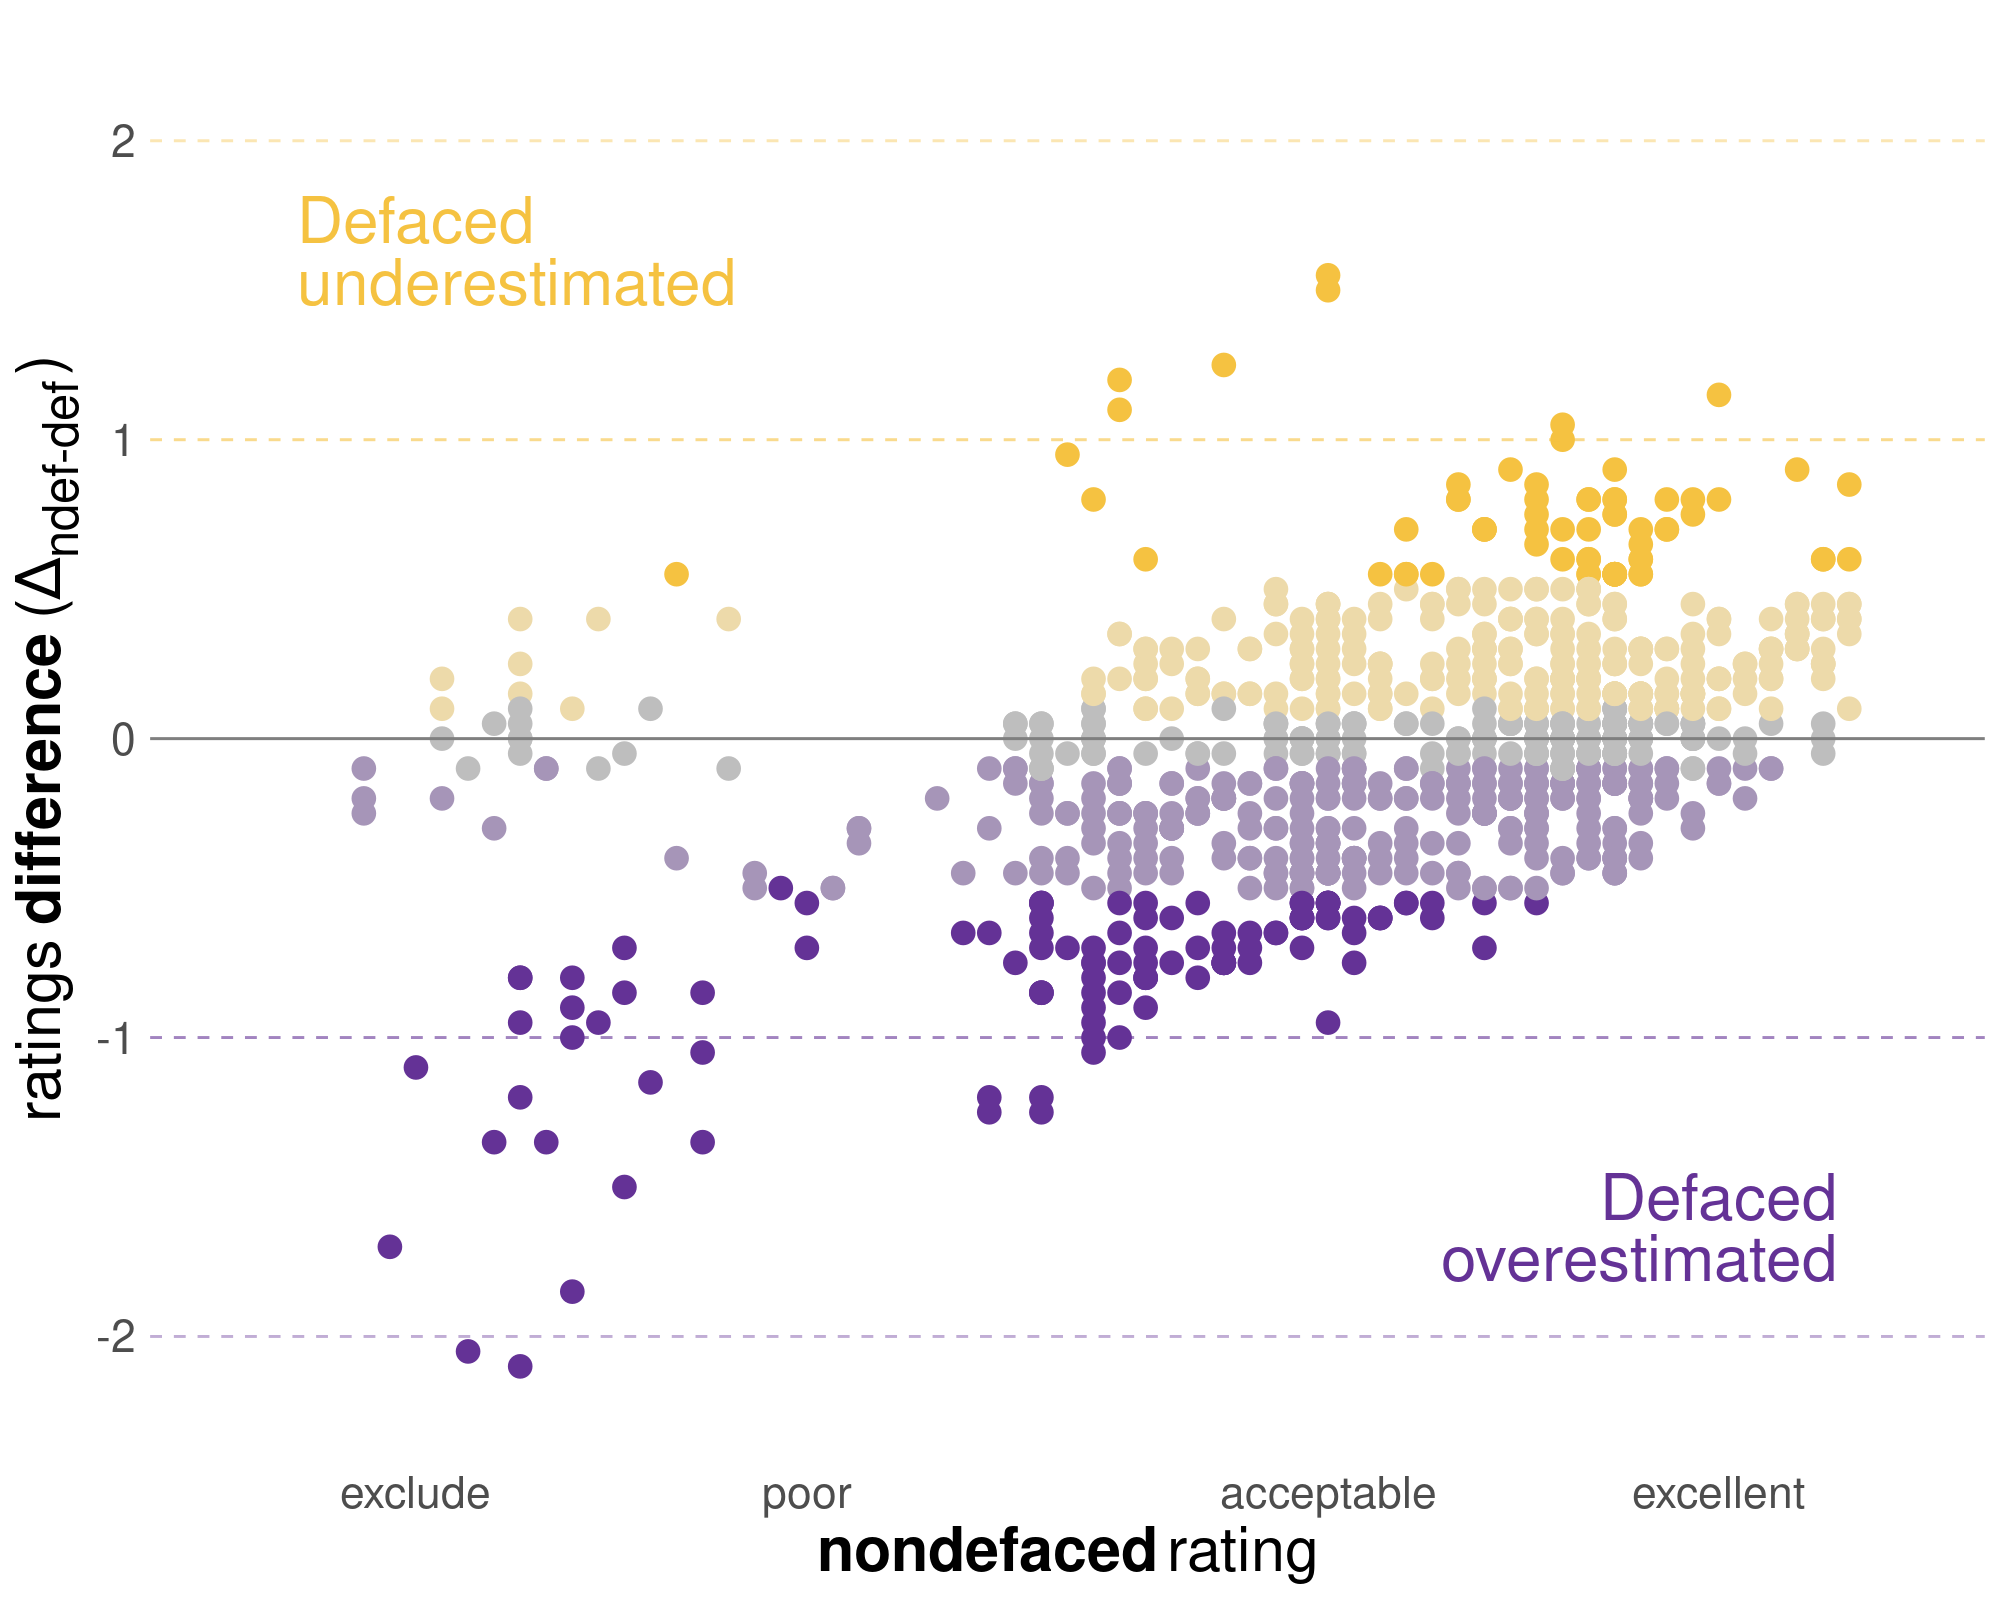 2
Defaced
underestimated
1
0
-1
-2
ratings difference (Δndef-def)
Defaced
overestimated
exclude poor acceptable excellent
nondefaced rating